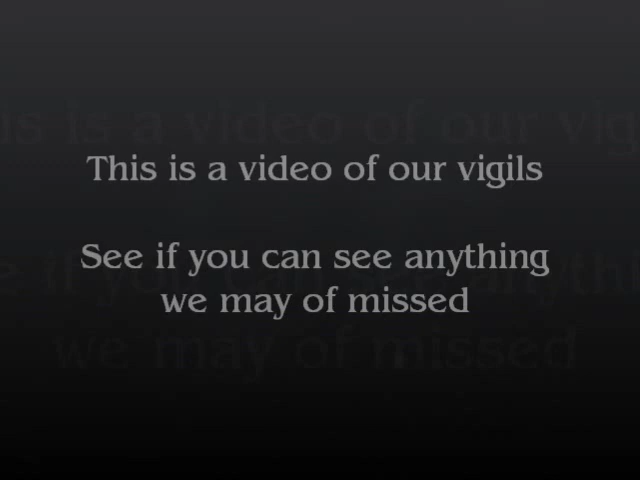 This is a video of our vigils
See if you can see anything
we may of missed